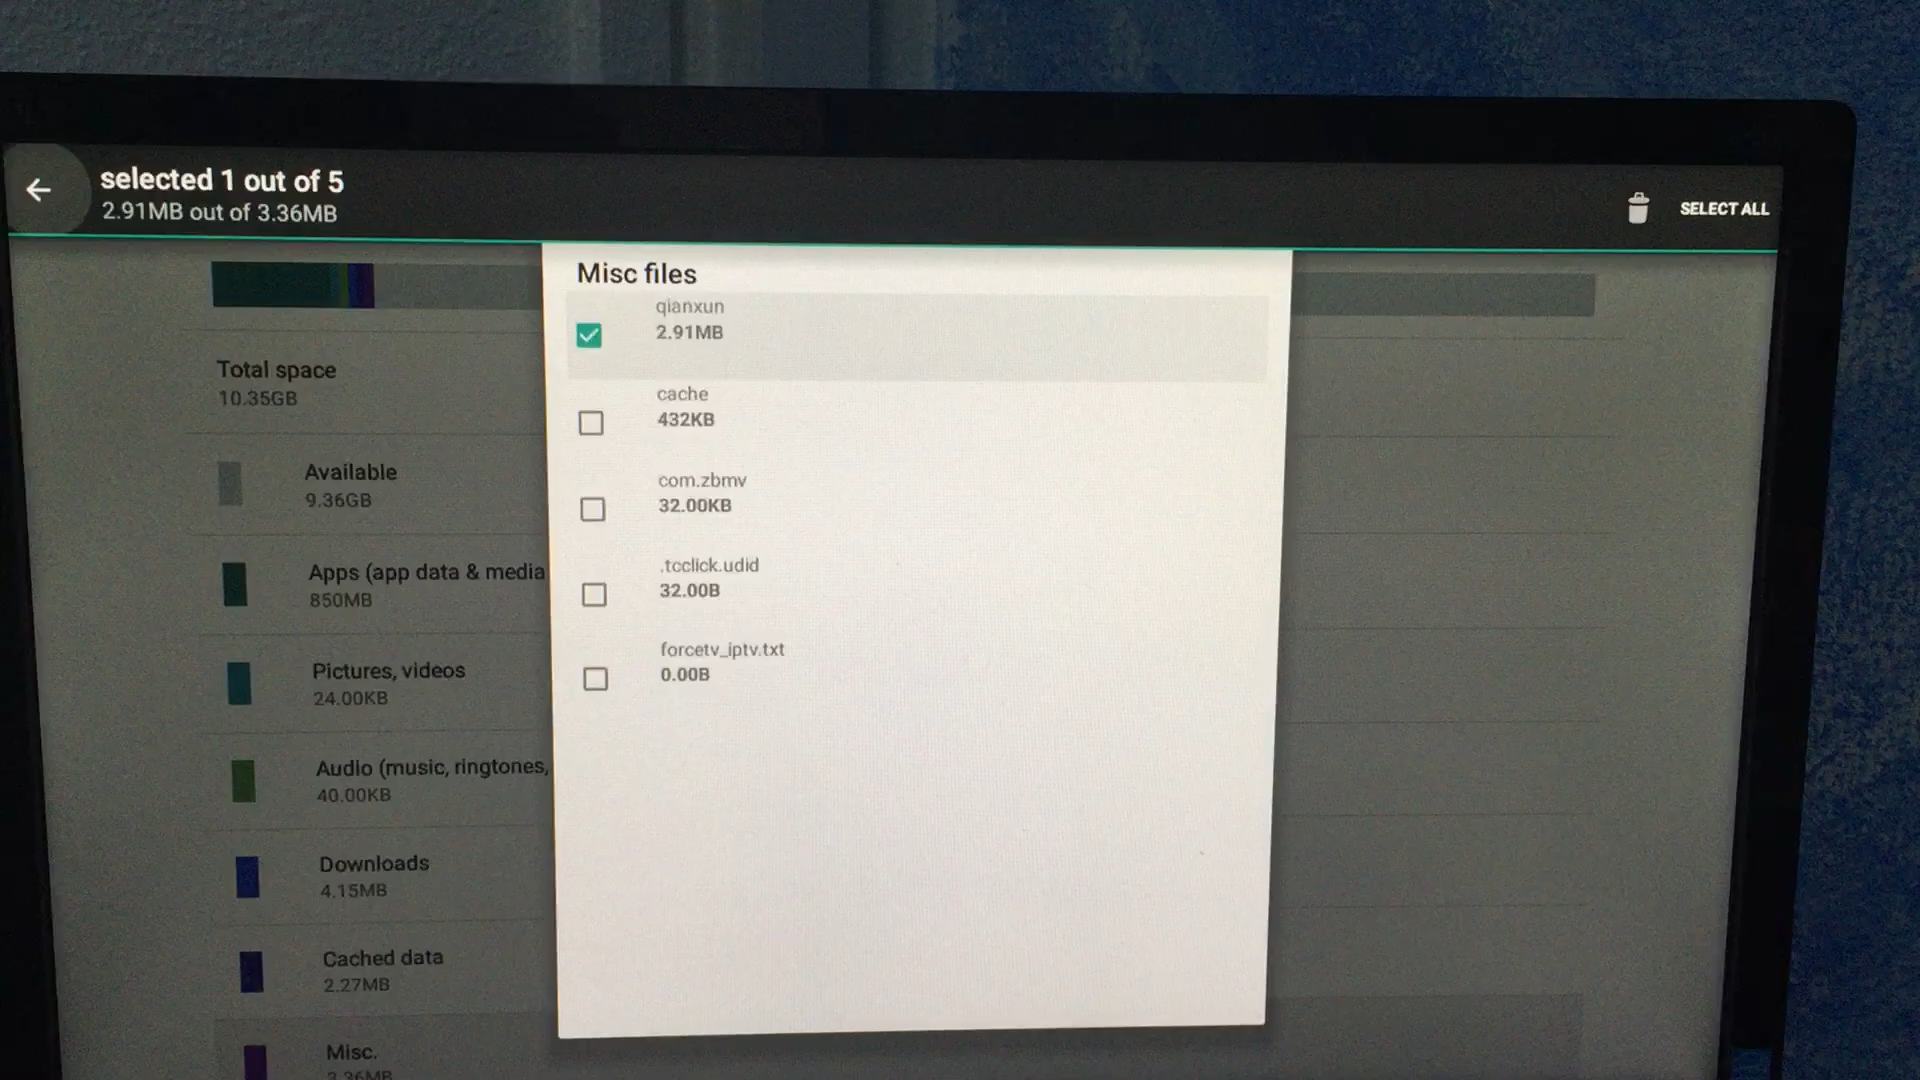 selected 1 out of 5
2.91MB out of 3.36MB
SELECT ALL
Misc files
qianxun
2.91MB
cache
432KB
com.zbmv
32.00KB
.tcclick.udid
32.00B
forcetv_iptv.txt
0.00B
Total space
10.35GB
Available
9.36GB
Apps (app data & media
850MB
Pictures, videos
24.00KB
Audio (music, ringtones,
40.00KB
Downloads
4.15MB
Cached data
2.27MB
Misc.
3.36MB